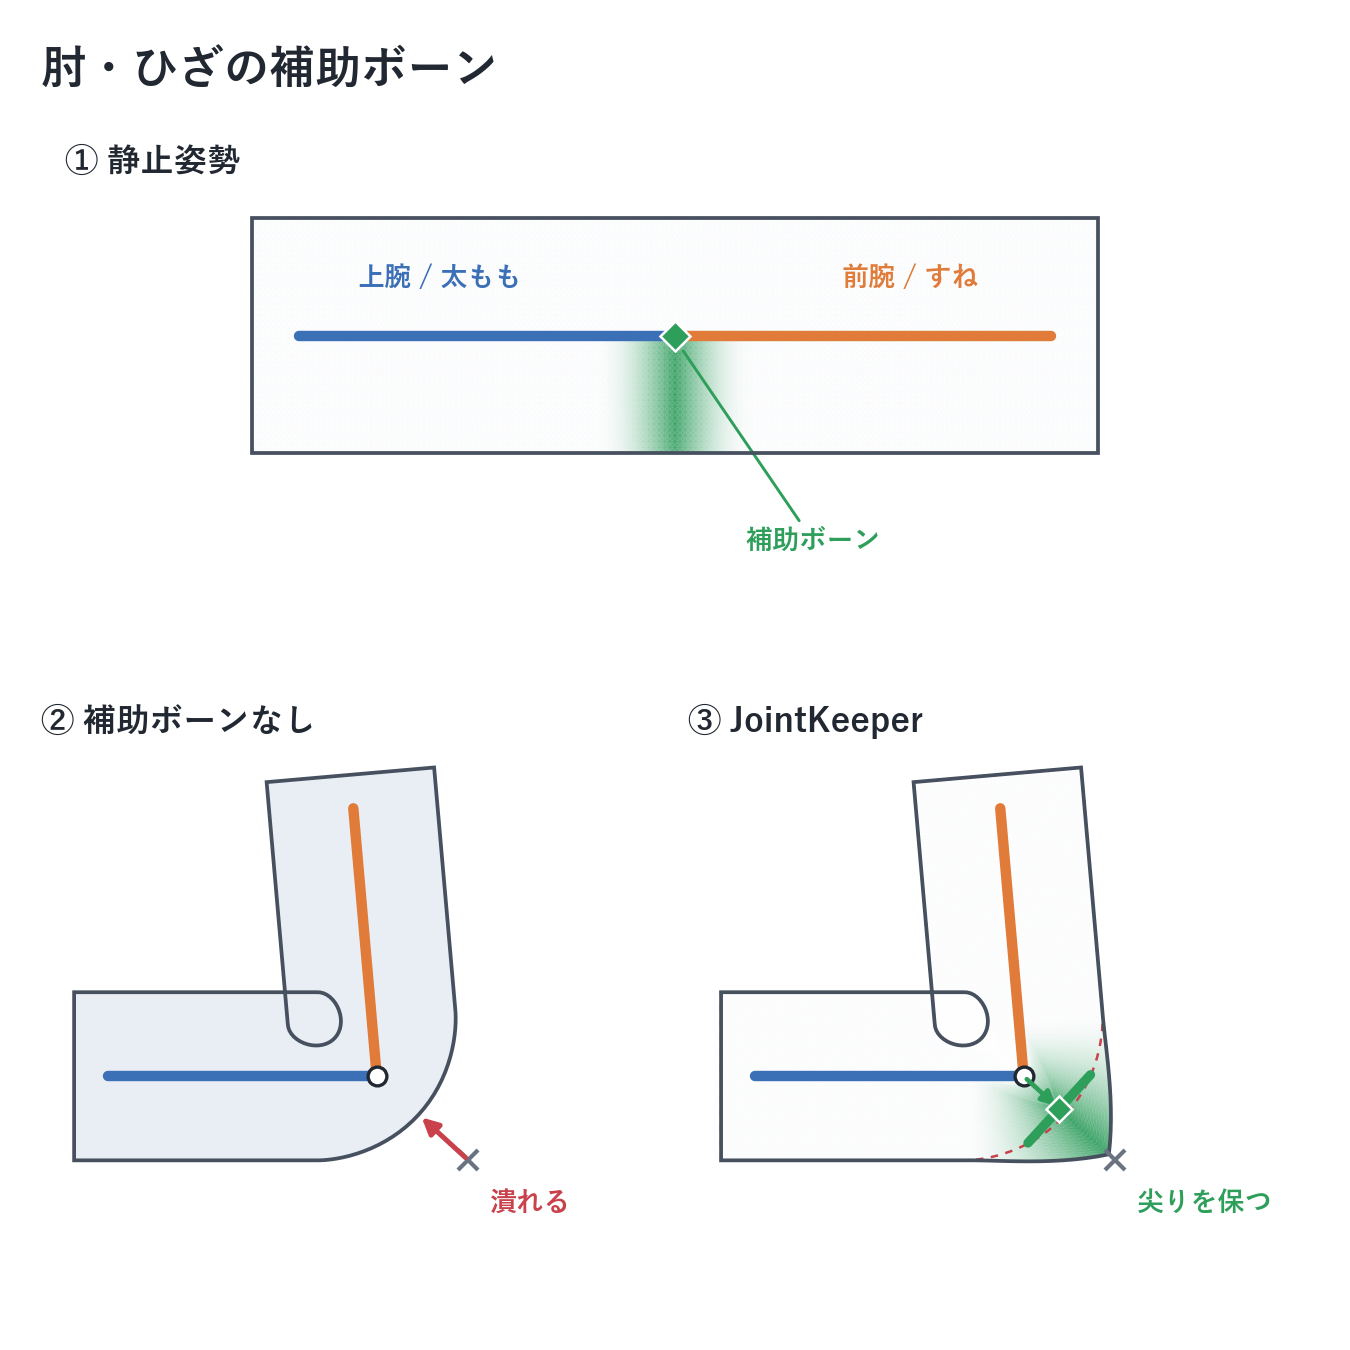 肘・ひざの補助ボーン
① 静止姿勢
上腕 / 太もも
前腕 / すね
補助ボーン
② 補助ボーンなし
③ JointKeeper
潰れる
尖りを保つ